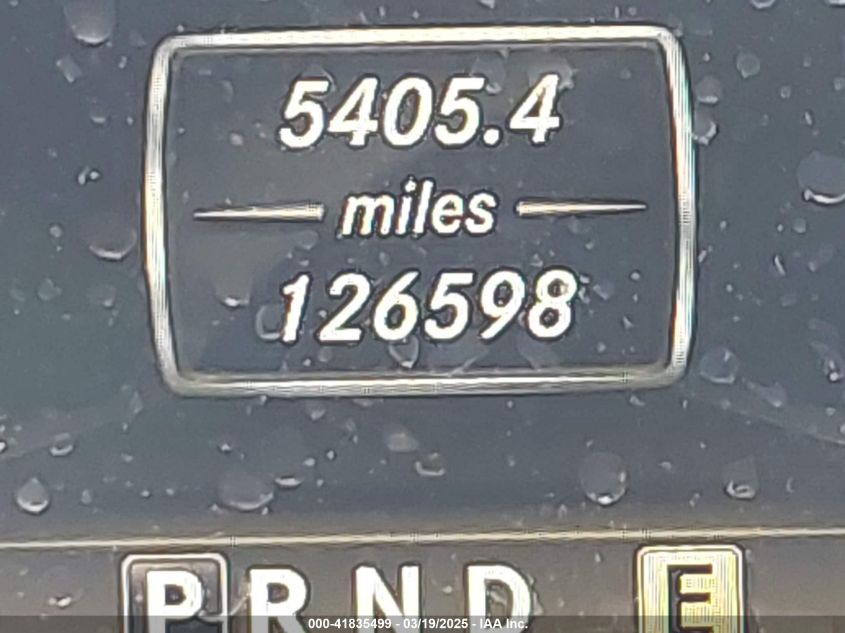 5405.4
miles
126598
P R N D E
000-41835499 - 03/19/2025 - IAA Inc.